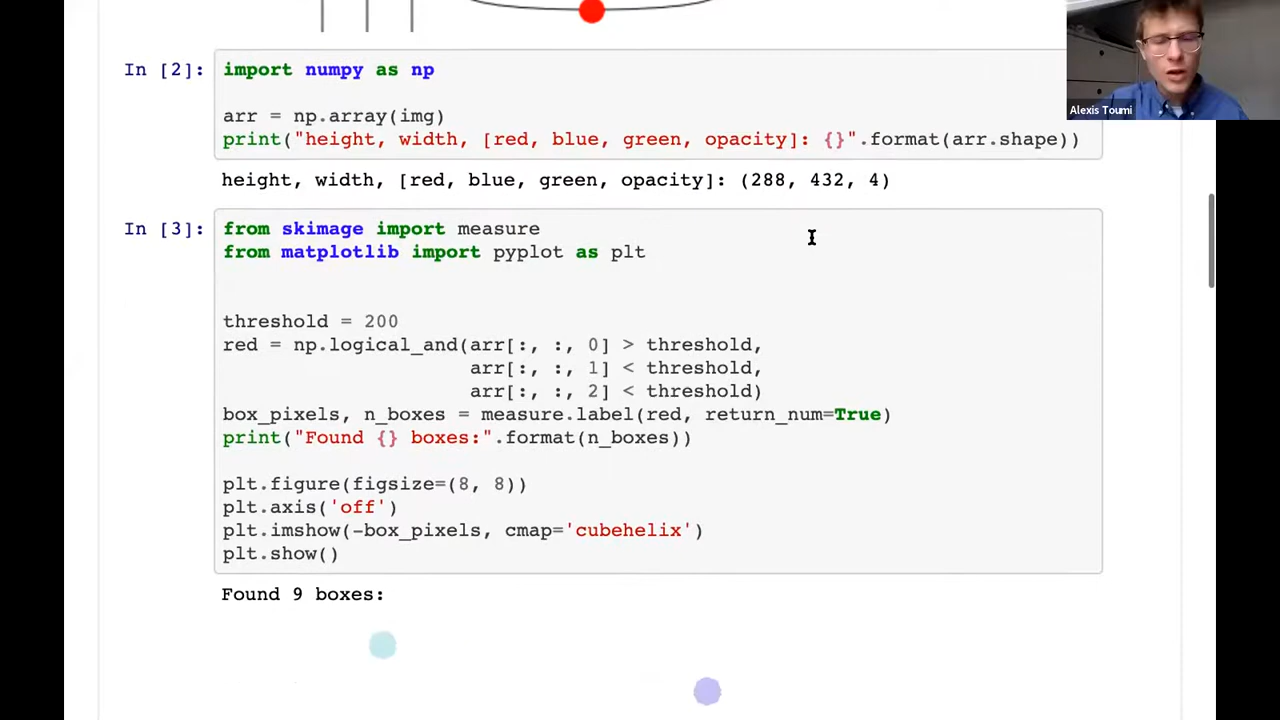 Alexis Toumi
In [2]:
import numpy as np
arr = np.array(img)
print("height, width, [red, blue, green, opacity]: {}".format(arr.shape))
height, width, [red, blue, green, opacity]: (288, 432, 4)
In [3]:
from skimage import measure
from matplotlib import pyplot as plt
threshold = 200
red = np.logical_and(arr[:, :, 0] > threshold,
arr[:, :, 1] < threshold,
arr[:, :, 2] < threshold)
box_pixels, n_boxes = measure.label(red, return_num=True)
print("Found {} boxes:".format(n_boxes))
plt.figure(figsize=(8, 8))
plt.axis('off')
plt.imshow(-box_pixels, cmap='cubehelix')
plt.show()
Found 9 boxes: